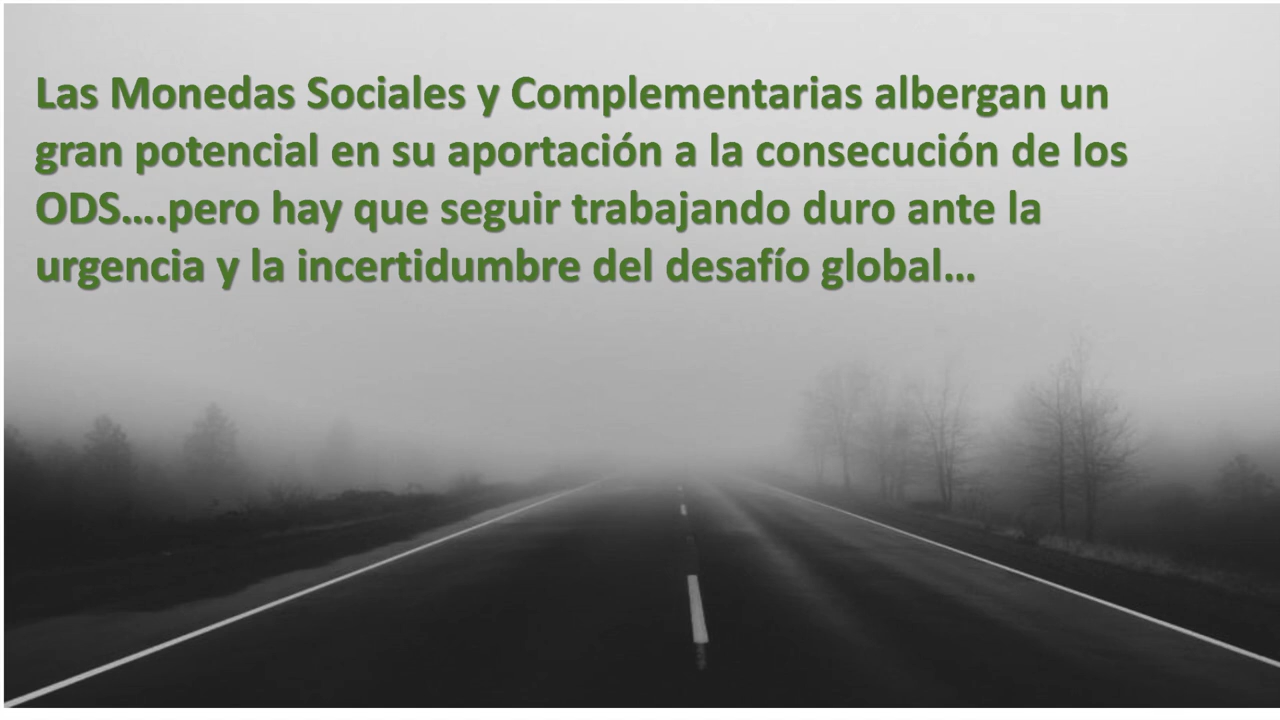 Las Monedas Sociales y Complementarias albergan un
gran potencial en su aportación a la consecución de los
ODS....pero hay que seguir trabajando duro ante la
urgencia y la incertidumbre del desafío global...